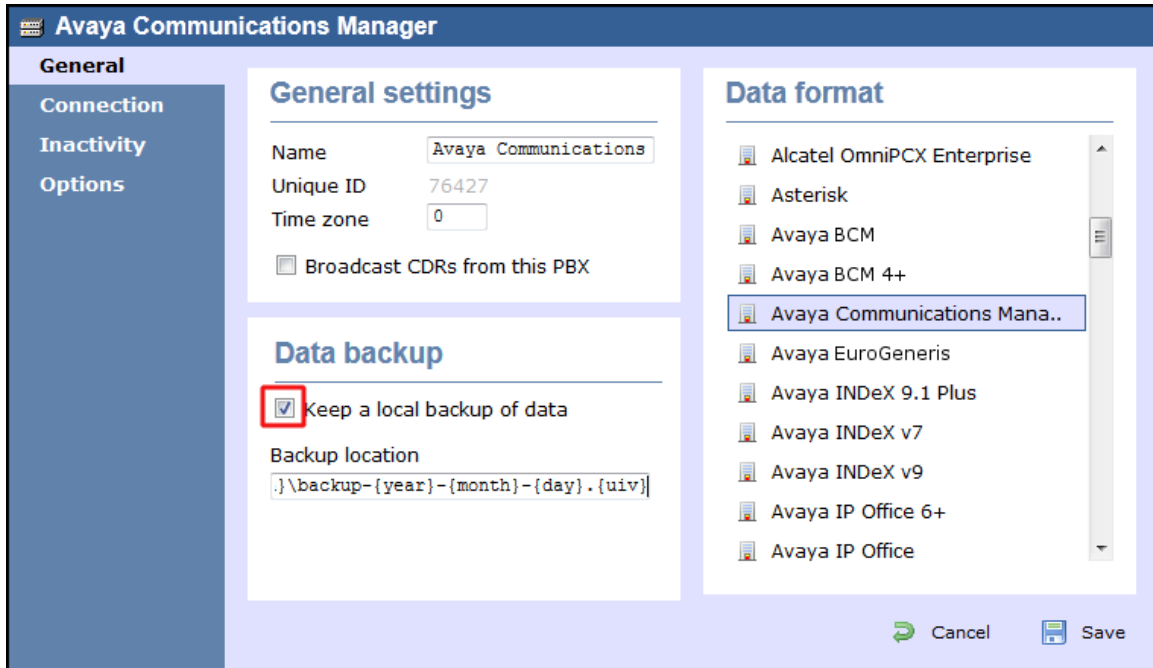 Avaya Communications Manager
General
Connection
Inactivity
Options
General settings
Name
Avaya Communications
Unique ID
76427
Time zone
0
Broadcast CDRs from this PBX
Data backup
Keep a local backup of data
Backup location
.}\backup-{year}-{month}-{day}.{uiv}
Data format
Alcatel OmniPCX Enterprise
Asterisk
Avaya BCM
Avaya BCM 4+
Avaya Communications Mana..
Avaya EuroGeneris
Avaya INDeX 9.1 Plus
Avaya INDeX v7
Avaya INDeX v9
Avaya IP Office 6+
Avaya IP Office
Cancel
Save